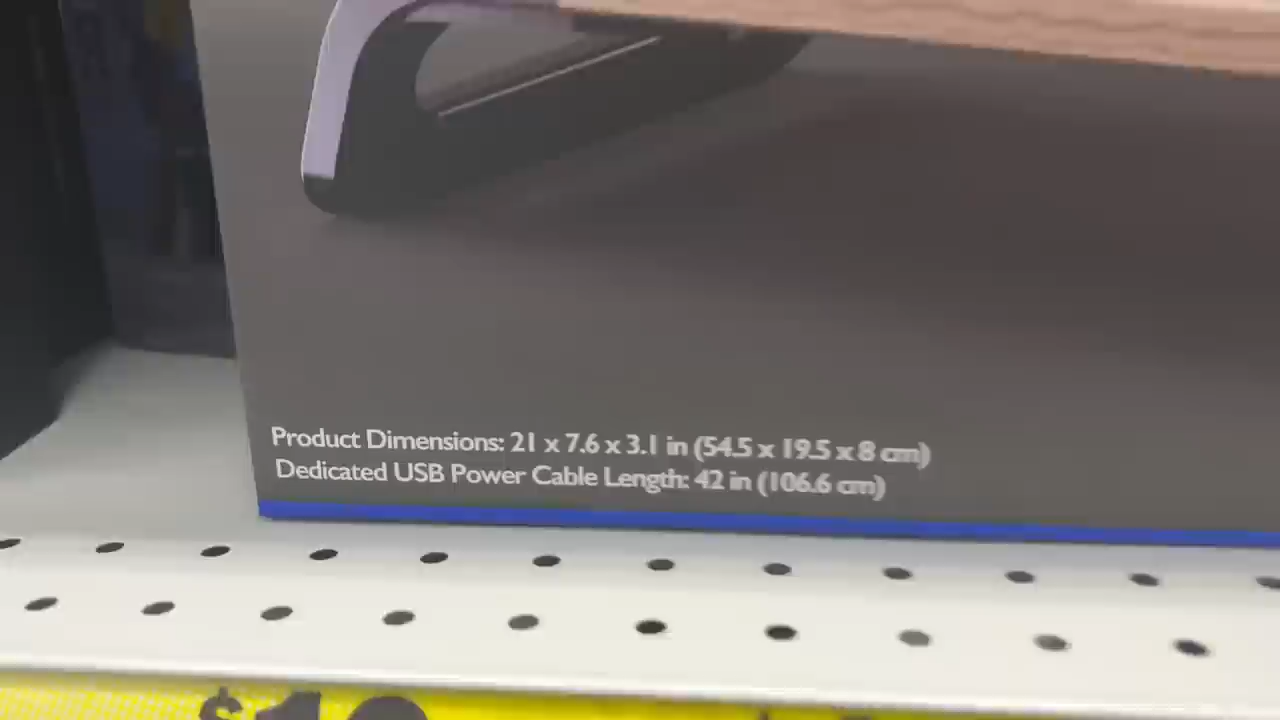 Product Dimensions: 21 x 7.6 x 3.1 in (54.5 x 19.5 x 8 cm)
Dedicated USB Power Cable Length: 42 in (106.6 cm)